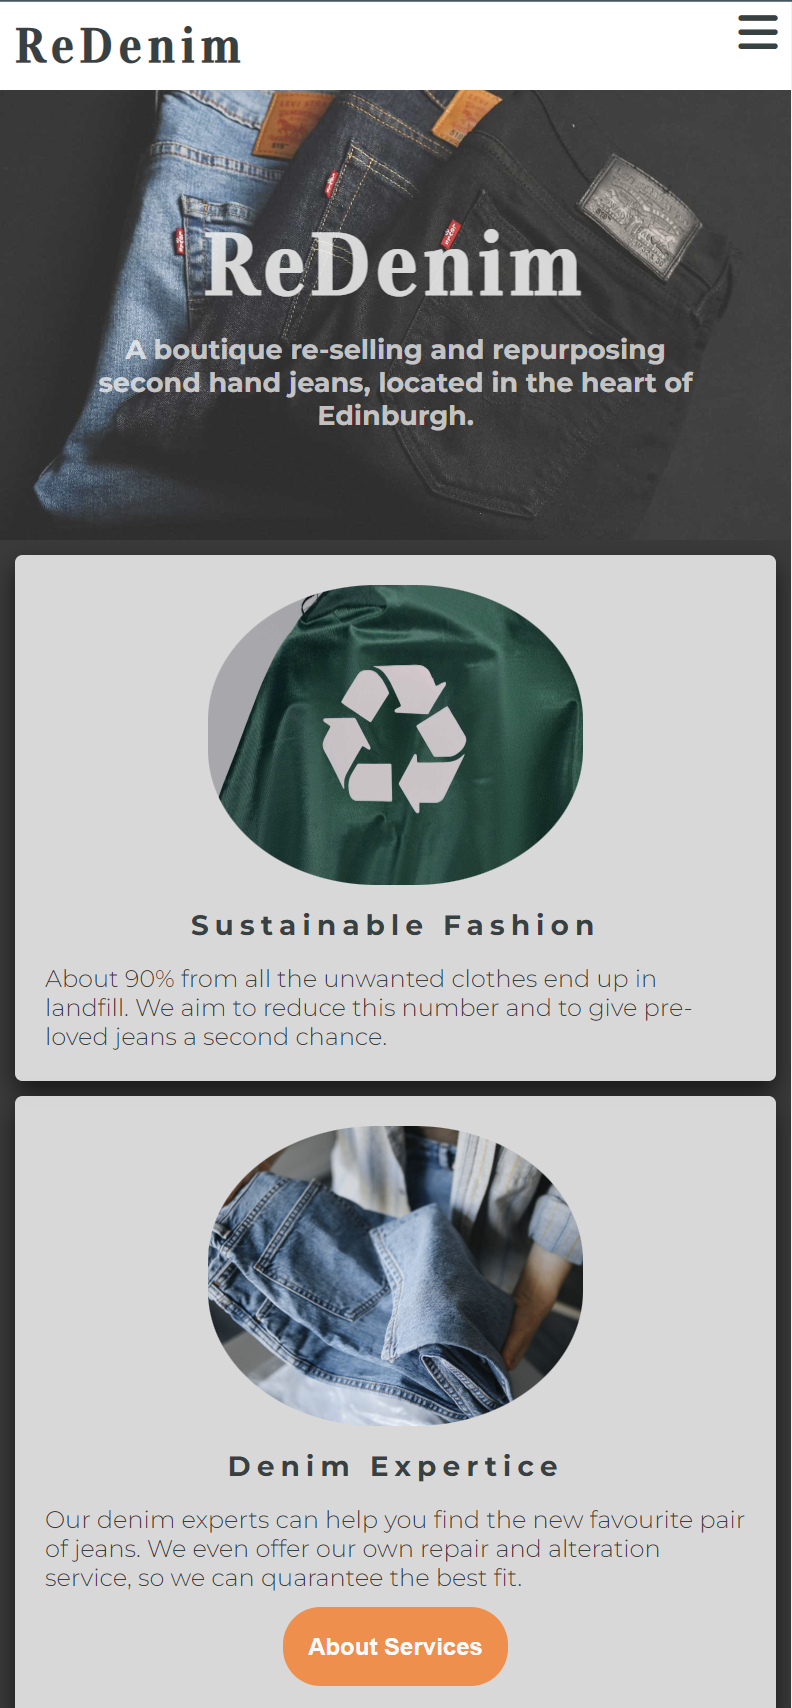 ReDenim
ReDenim
A boutique re-selling and repurposing
second hand jeans, located in the heart of
Edinburgh.
Sustainable Fashion
About 90% from all the unwanted clothes end up in
landfill. We aim to reduce this number and to give pre-
loved jeans a second chance.
Denim Expertice
Our denim experts can help you find the new favourite pair
of jeans. We even offer our own repair and alteration
service, so we can quarantee the best fit.
About Services